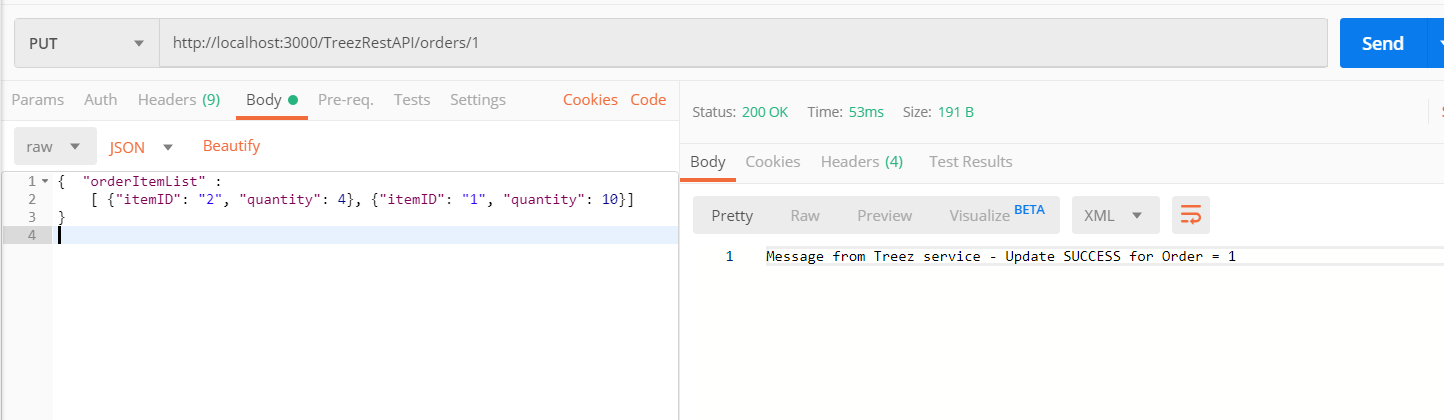 PUT http://localhost:3000/TreezRestAPI/orders/1 Send
Params Auth Headers (9) Body Pre-req. Tests Settings Cookies Code
raw JSON Beautify
1 { "orderItemList" :
2 [ {"itemID": "2", "quantity": 4}, {"itemID": "1", "quantity": 10}]
3 }
4
Status: 200 OK Time: 53ms Size: 191 B
Body Cookies Headers (4) Test Results
Pretty Raw Preview Visualize BETA XML
1 Message from Treez service - Update SUCCESS for Order = 1